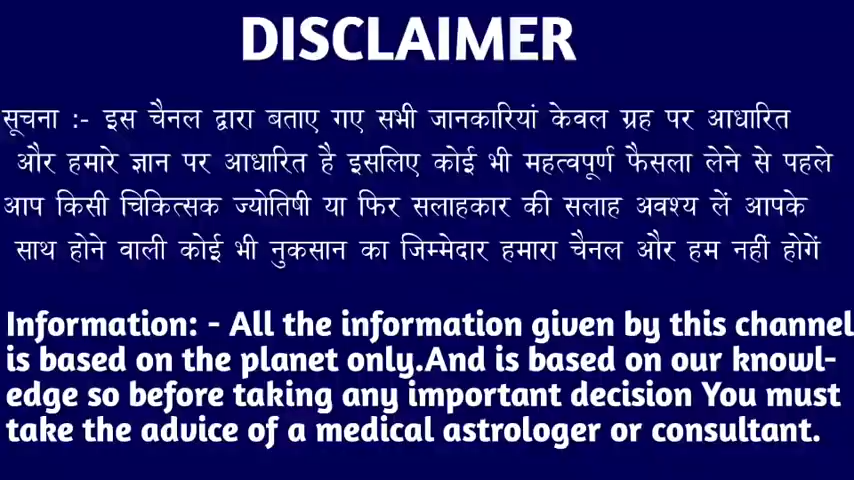 DISCLAIMER
सूचना :- इस चैनल द्वारा बताए गए सभी जानकारियां केवल ग्रह पर आधारित
और हमारे ज्ञान पर आधारित है इसलिए कोई भी महत्वपूर्ण फैसला लेने से पहले
आप किसी चिकित्सक ज्योतिषी या फिर सलाहकार की सलाह अवश्य लें आपके
साथ होने वाली कोई भी नुकसान का जिम्मेदार हमारा चैनल और हम नहीं होगें
Information: - All the information given by this channel
is based on the planet only.And is based on our knowl-
edge so before taking any important decision You must
take the advice of a medical astrologer or consultant.